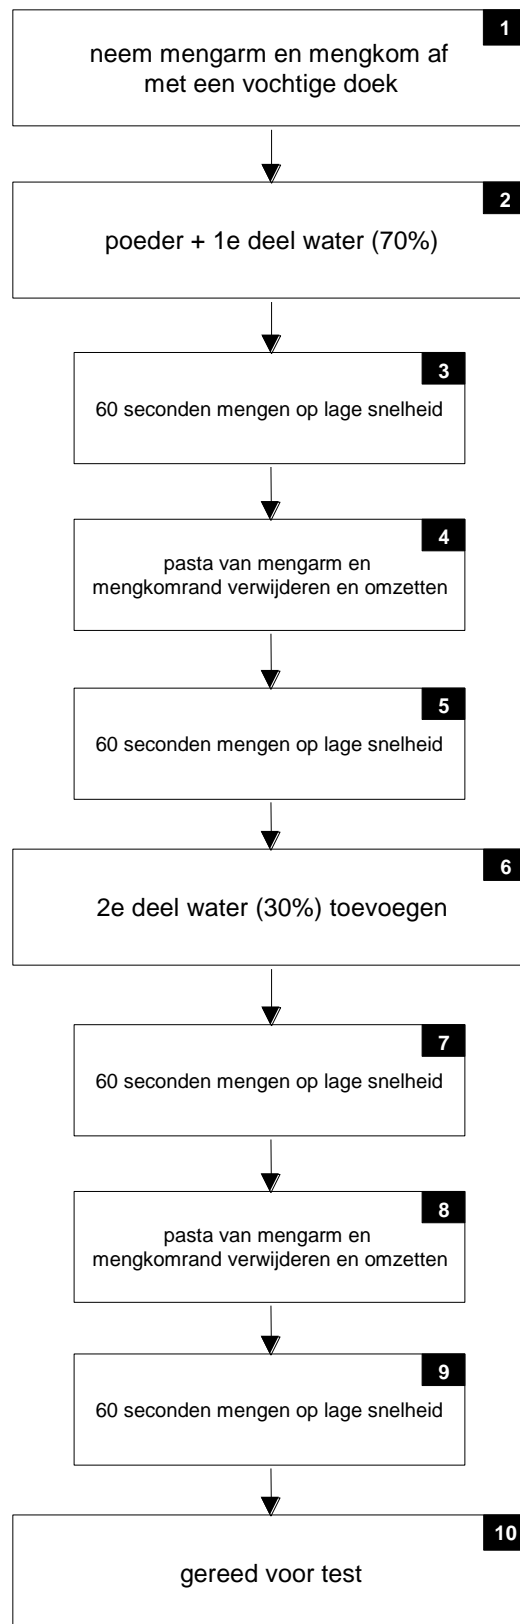 1
neem mengarm en mengkom af
met een vochtige doek
2
poeder + 1e deel water (70%)
3
60 seconden mengen op lage snelheid
4
pasta van mengarm en
mengkomrand verwijderen en omzetten
5
60 seconden mengen op lage snelheid
6
2e deel water (30%) toevoegen
7
60 seconden mengen op lage snelheid
8
pasta van mengarm en
mengkomrand verwijderen en omzetten
9
60 seconden mengen op lage snelheid
10
gereed voor test